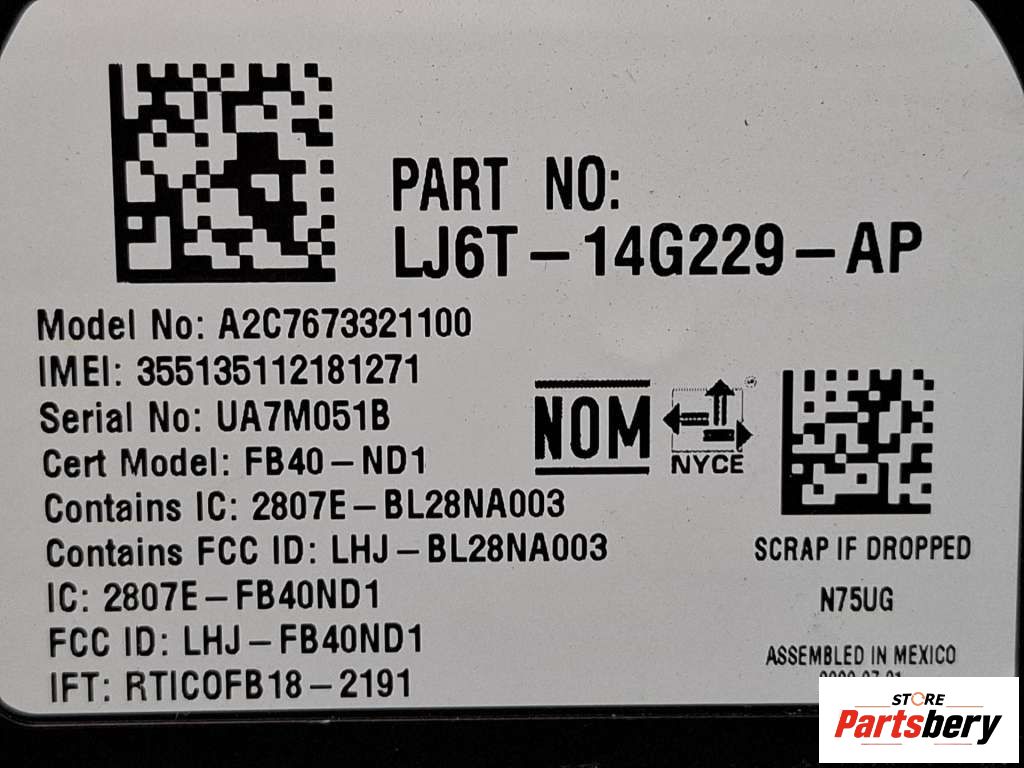 PART NO:
LJ6T-14G229-AP
Model No: A2C7673321100
IMEI: 355135112181271
Serial No: UA7M051B
Cert Model: FB40-ND1
Contains IC: 2807E-BL28NA003
Contains FCC ID: LHJ-BL28NA003
IC: 2807E-FB40ND1
FCC ID: LHJ-FB40ND1
IFT: RTICOFB18-2191
NOM
NYCE
SCRAP IF DROPPED
N75UG
ASSEMBLED IN MEXICO
STORE
Partsbery